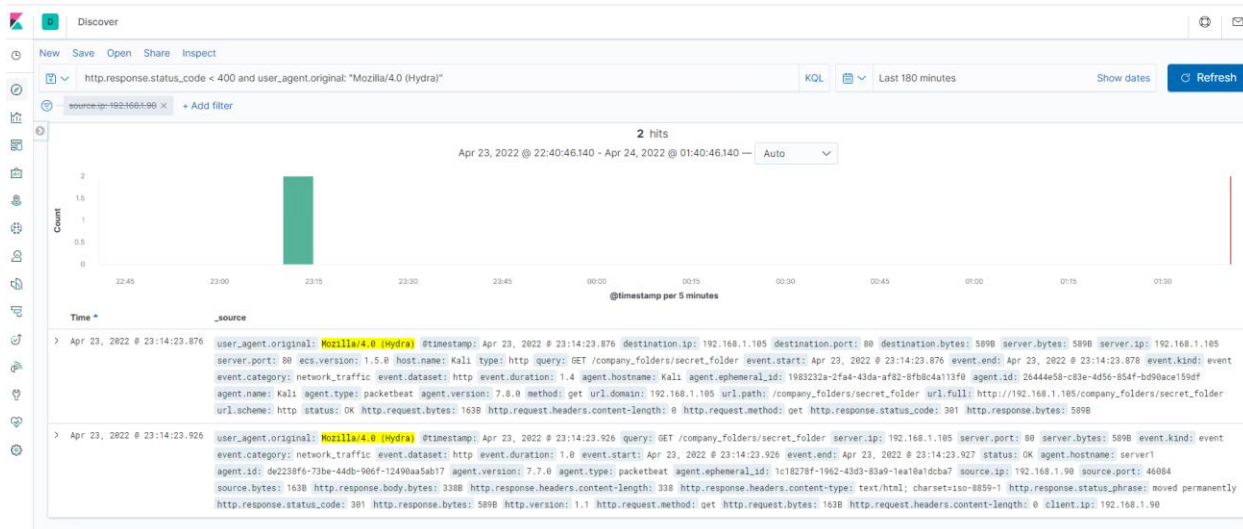 D Discover
New Save Open Share Inspect
http.response.status_code < 400 and user_agent.original: "Mozilla/4.0 (Hydra)" KQL Last 180 minutes Show dates Refresh
source.ip: 192.168.1.90 × + Add filter
2 hits
Apr 23, 2022 @ 22:40:46.140 - Apr 24, 2022 @ 01:40:46.140 — Auto
2
1.5
1
0.5
0
Count
22:45 23:00 23:15 23:30 23:45 00:00 00:15 00:30 00:45 01:00 01:15 01:30
@timestamp per 5 minutes
Time _source
> Apr 23, 2022 @ 23:14:23.876 user_agent.original: Mozilla/4.0 (Hydra) @timestamp: Apr 23, 2022 @ 23:14:23.876 destination.ip: 192.168.1.105 destination.port: 80 destination.bytes: 589B server.bytes: 589B server.ip: 192.168.1.105
server.port: 80 ecs.version: 1.5.0 host.name: Kali type: http query: GET /company_folders/secret_folder event.start: Apr 23, 2022 @ 23:14:23.876 event.end: Apr 23, 2022 @ 23:14:23.878 event.kind: event
event.category: network_traffic event.dataset: http event.duration: 1.4 agent.hostname: Kali agent.ephemeral_id: 1983232a-2fa4-43da-af82-8fb8c4a113f0 agent.id: 26444e58-c83e-4d56-854f-bd90ace159df
agent.name: Kali agent.type: packetbeat agent.version: 7.8.0 method: get url.domain: 192.168.1.105 url.path: /company_folders/secret_folder url.full: http://192.168.1.105/company_folders/secret_folder
url.scheme: http status: OK http.request.bytes: 163B http.request.headers.content-length: 0 http.request.method: get http.response.status_code: 301 http.response.bytes: 589B
> Apr 23, 2022 @ 23:14:23.926 user_agent.original: Mozilla/4.0 (Hydra) @timestamp: Apr 23, 2022 @ 23:14:23.926 query: GET /company_folders/secret_folder server.ip: 192.168.1.105 server.port: 80 server.bytes: 589B event.kind: event
event.category: network_traffic event.dataset: http event.duration: 1.0 event.start: Apr 23, 2022 @ 23:14:23.926 event.end: Apr 23, 2022 @ 23:14:23.927 status: OK agent.hostname: server1
agent.id: de2238f6-73be-44db-906f-12490aa5ab17 agent.version: 7.7.0 agent.type: packetbeat agent.ephemeral_id: 1c18278f-1962-43d3-83a9-1ea10a1dcba7 source.ip: 192.168.1.90 source.port: 46084
source.bytes: 163B http.response.body.bytes: 338B http.response.headers.content-length: 338 http.response.headers.content-type: text/html; charset=iso-8859-1 http.response.status_phrase: moved permanently
http.response.status_code: 301 http.response.bytes: 589B http.version: 1.1 http.request.method: get http.request.bytes: 163B http.request.headers.content-length: 0 client.ip: 192.168.1.90